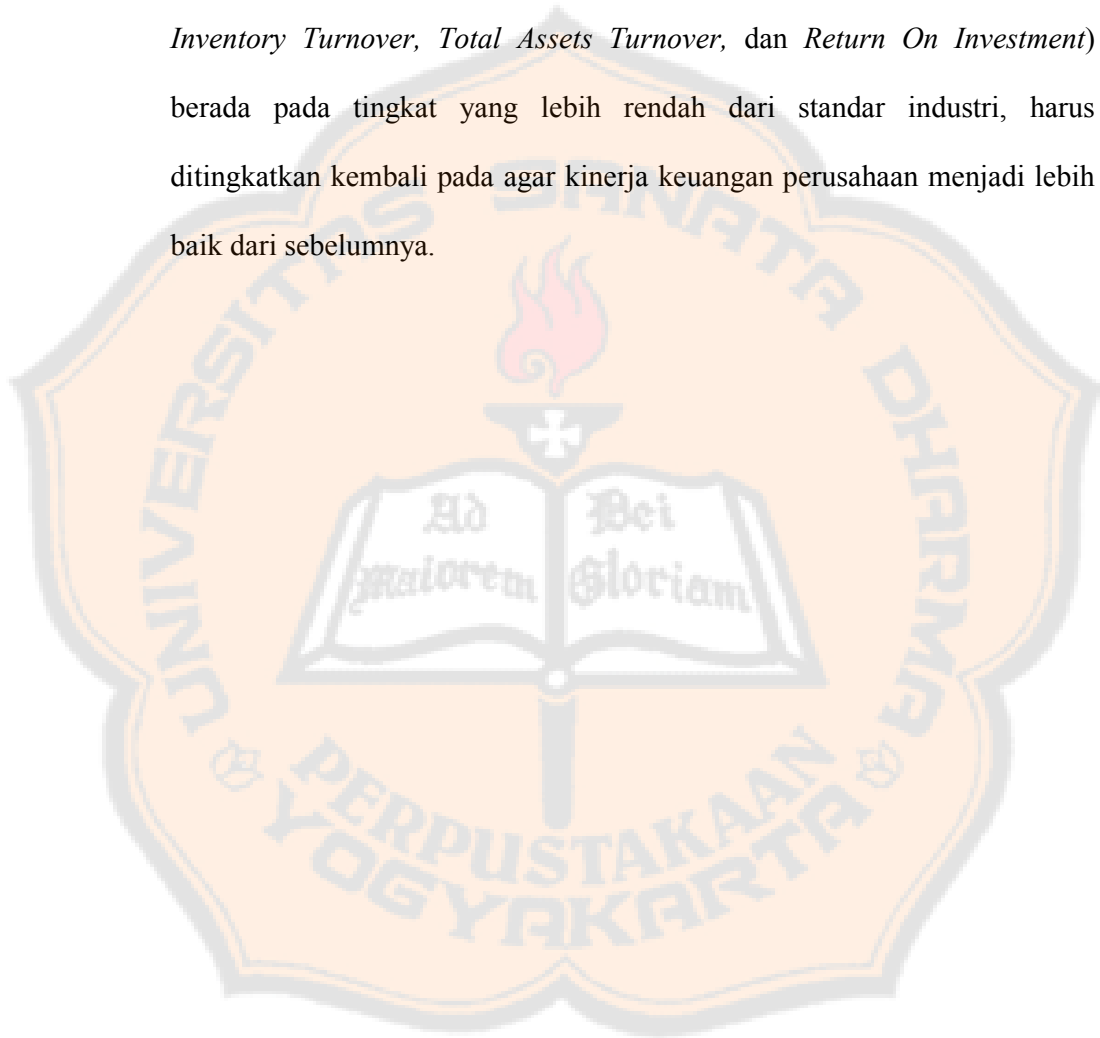 Inventory Turnover, Total Assets Turnover, dan Return On Investment)
berada pada tingkat yang lebih rendah dari standar industri, harus
ditingkatkan kembali pada agar kinerja keuangan perusahaan menjadi lebih
baik dari sebelumnya.
UNIVERSITAS SANATA DHARMA
Ad Dei
Maiorem Gloriam
PERPUSTAKAAN
YOGYAKARTA